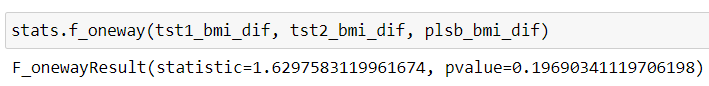 stats.f_oneway(tst1_bmi_dif, tst2_bmi_dif, plsb_bmi_dif)
F_onewayResult(statistic=1.6297583119961674, pvalue=0.19690341119706198)